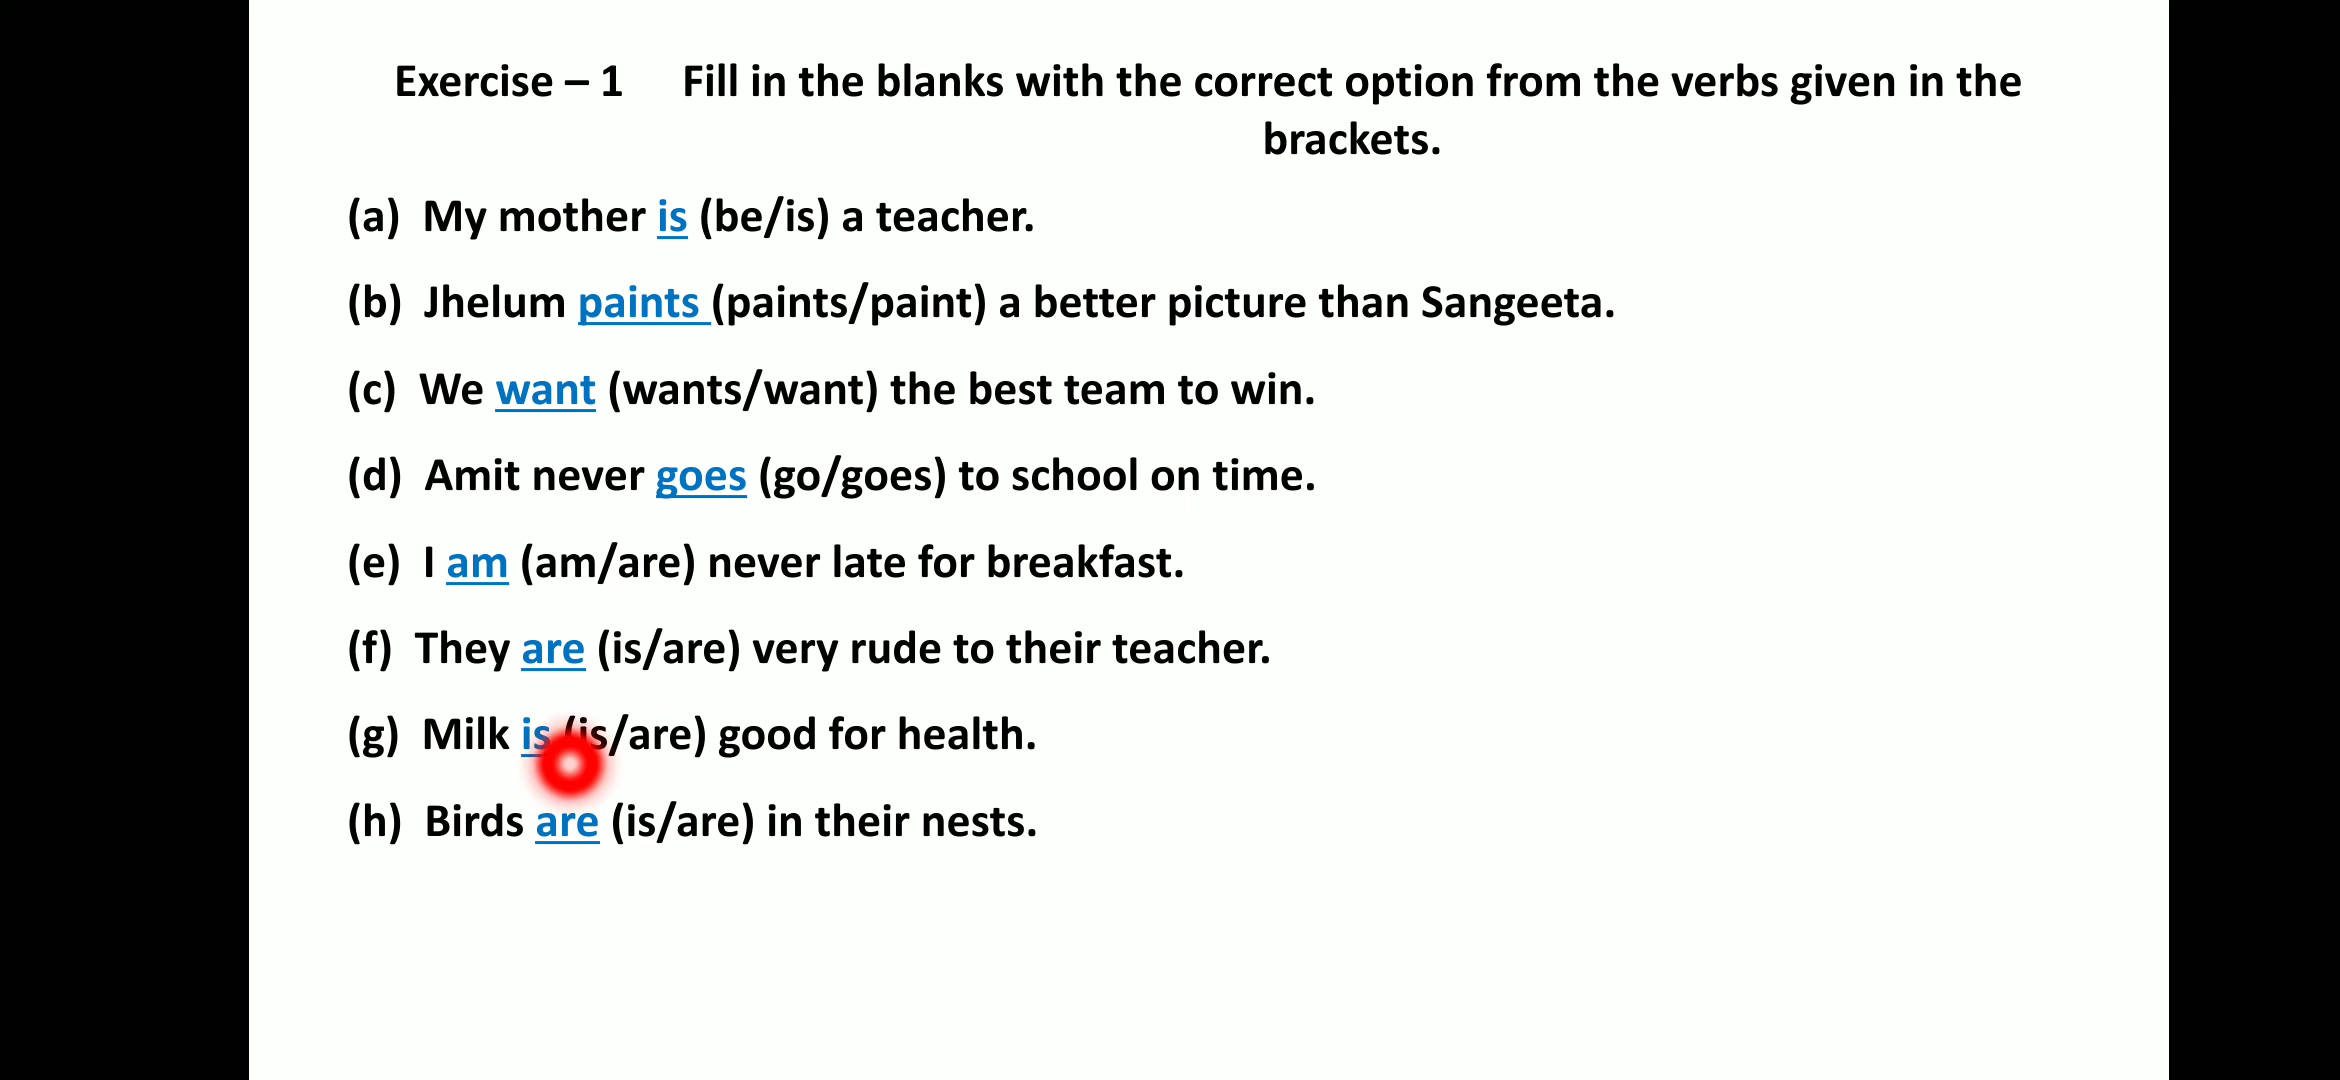 Exercise – 1 Fill in the blanks with the correct option from the verbs given in the
brackets.
(a) My mother is (be/is) a teacher.
(b) Jhelum paints (paints/paint) a better picture than Sangeeta.
(c) We want (wants/want) the best team to win.
(d) Amit never goes (go/goes) to school on time.
(e) I am (am/are) never late for breakfast.
(f) They are (is/are) very rude to their teacher.
(g) Milk is (is/are) good for health.
(h) Birds are (is/are) in their nests.